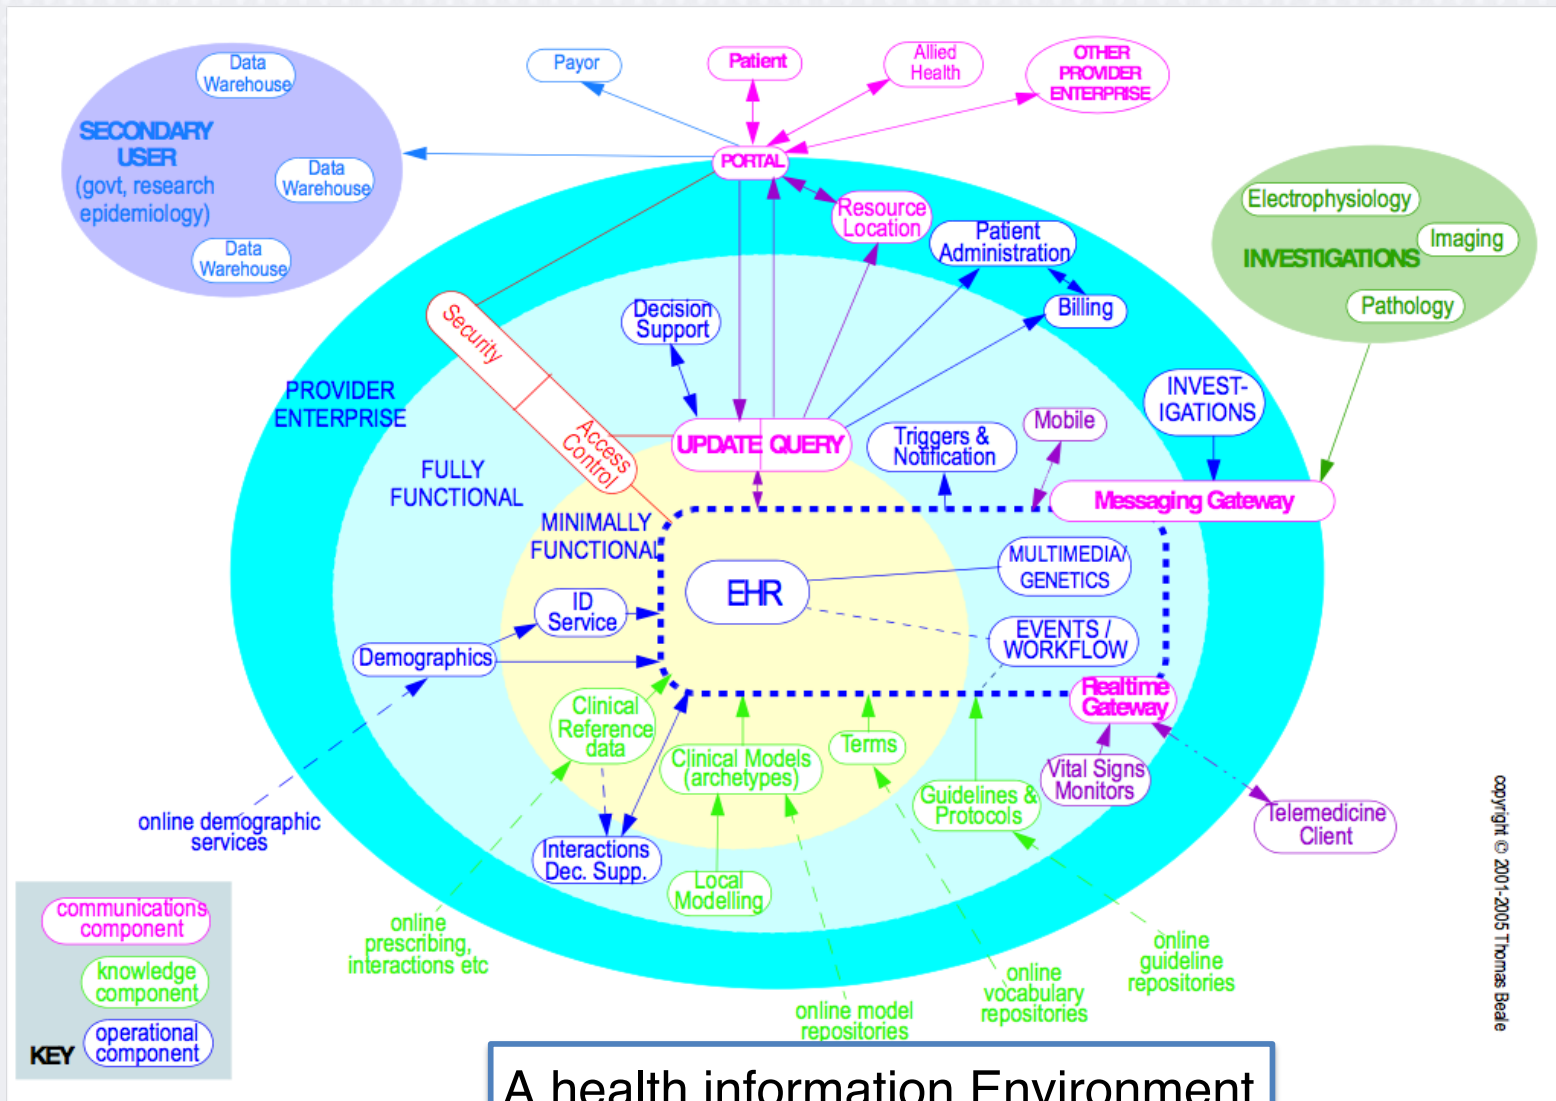 Data
Warehouse
SECONDARY
USER
(govt, research
epidemiology)
Data
Warehouse
Data
Warehouse
Payor
Patient
Allied
Health
OTHER
PROVIDER
ENTERPRISE
PORTAL
Resource
Location
Patient
Administration
Billing
Electrophysiology
Imaging
INVESTIGATIONS
Pathology
Security
Access
Control
Decision
Support
PROVIDER
ENTERPRISE
FULLY
FUNCTIONAL
MINIMALLY
FUNCTIONAL
UPDATE QUERY
Triggers &
Notification
Mobile
INVEST-
IGATIONS
Messaging Gateway
EHR
MULTIMEDIA/
GENETICS
EVENTS /
WORKFLOW
ID
Service
Demographics
Realtime
Gateway
Clinical
Reference
data
Clinical Models
(archetypes)
Terms
Guidelines &
Protocols
Vital Signs
Monitors
Telemedicine
Client
Interactions
Dec. Supp.
Local
Modelling
online demographic
services
online
prescribing,
interactions etc
online model
repositories
online
vocabulary
repositories
online
guideline
repositories
communications
component
knowledge
component
operational
component
KEY
copyright © 2001-2005 Thomas Beale
A health information Environment